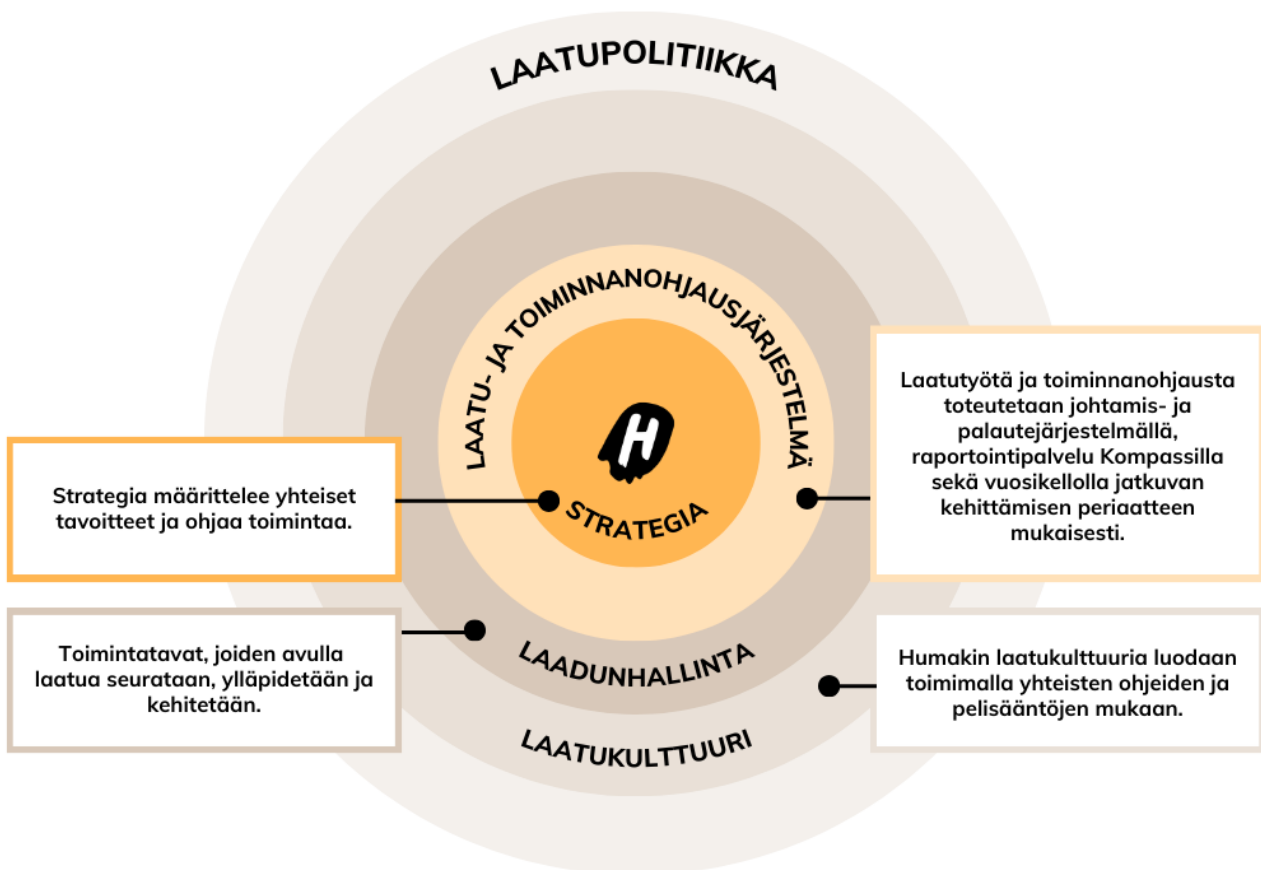 LAATUPOLITIIKKA
LAATU- JA TOIMINNANOHJAUSJÄRJESTELMÄ
H
STRATEGIA
LAADUNHALLINTA
LAATUKULTTUURI
Strategia määrittelee yhteiset
tavoitteet ja ohjaa toimintaa.
Toimintatavat, joiden avulla
laatua seurataan, ylläpidetään ja
kehitetään.
Laatutyötä ja toiminnanohjausta
toteutetaan johtamis- ja
palautejärjestelmällä,
raportointipalvelu Kompassilla
sekä vuosikellolla jatkuvan
kehittämisen periaatteen
mukaisesti.
Humakin laatukulttuuria luodaan
toimimalla yhteisten ohjeiden ja
pelisääntöjen mukaan.